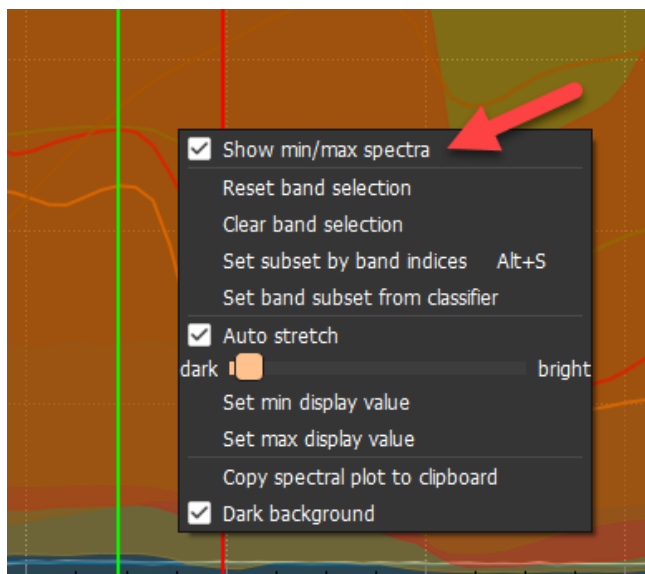 Show min/max spectra
Reset band selection
Clear band selection
Set subset by band indices Alt+S
Set band subset from classifier
Auto stretch
dark bright
Set min display value
Set max display value
Copy spectral plot to clipboard
Dark background